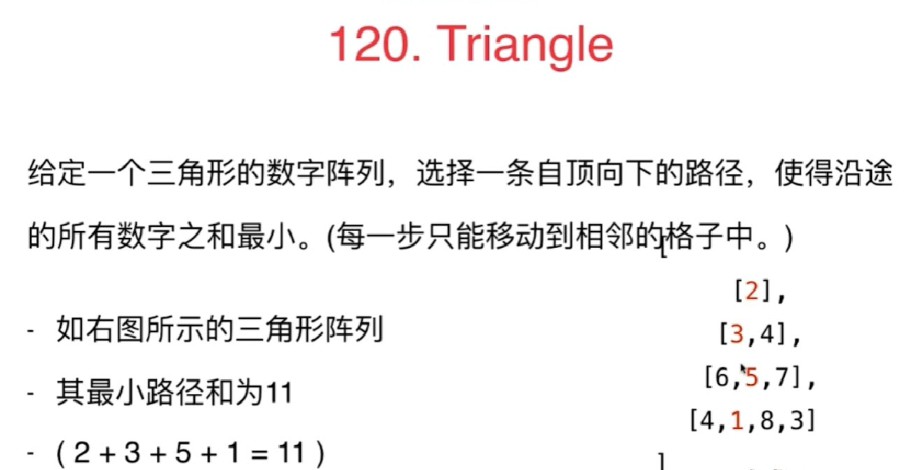 120. Triangle
给定一个三角形的数字阵列，选择一条自顶向下的路径，使得沿途
的所有数字之和最小。(每一步只能移动到相邻的格子中。)
[
[2],
[3,4],
[6,5,7],
[4,1,8,3]
]
- 如右图所示的三角形阵列
- 其最小路径和为11
- ( 2 + 3 + 5 + 1 = 11 )